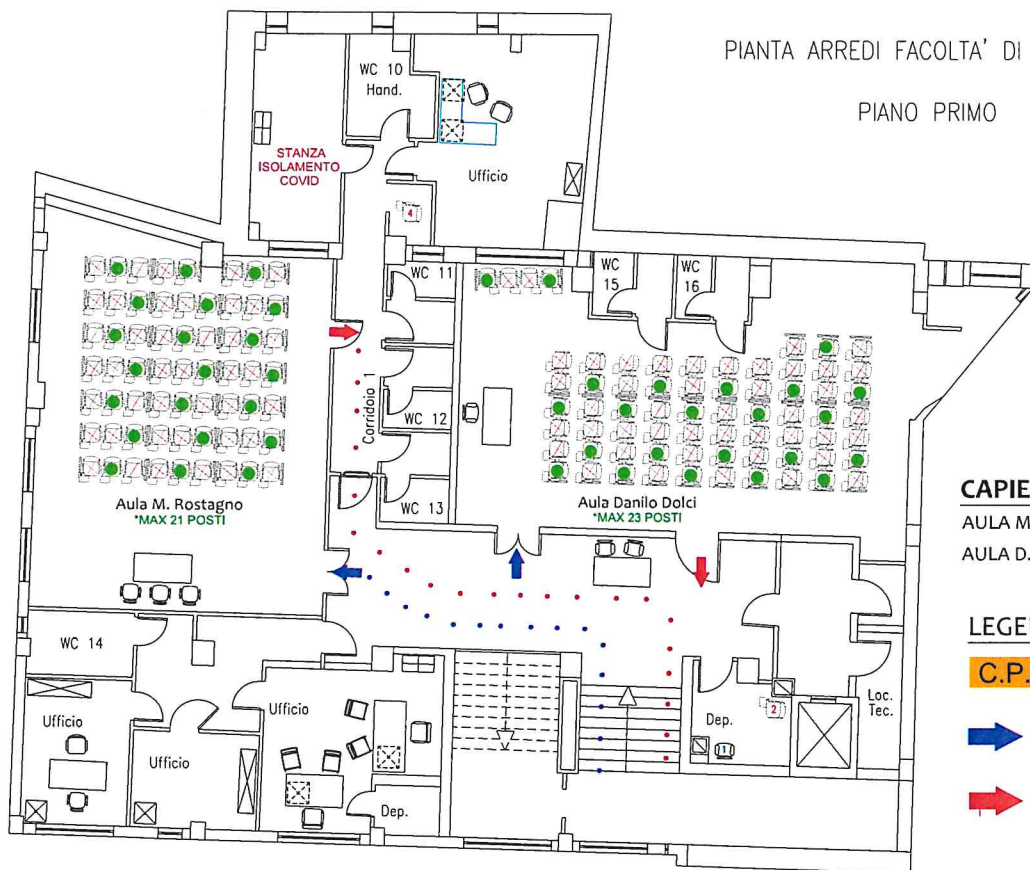 PIANTA ARREDI FACOLTA' DI
PIANO PRIMO
WC 10
Hand.
STANZA
ISOLAMENTO
COVID
Ufficio
4
WC 11
WC
15
WC
16
Corridoio 1
WC 12
WC 13
Aula M. Rostagno
*MAX 21 POSTI
Aula Danilo Dolci
*MAX 23 POSTI
CAPIE
AULA M
AULA D.
WC 14
LEGE
C.P.
Ufficio
Ufficio
Ufficio
Dep.
Dep.
2
1
Loc.
Tec.